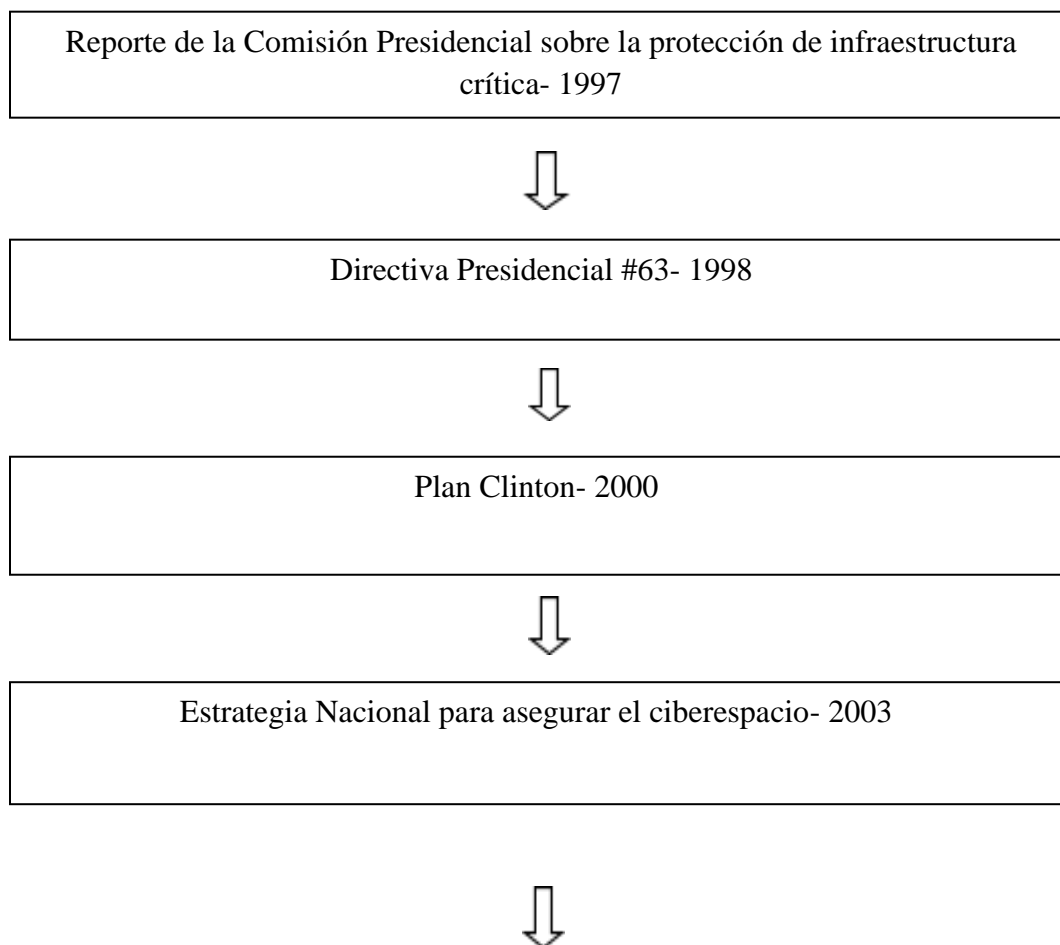 Reporte de la Comisión Presidencial sobre la protección de infraestructura
crítica- 1997
Directiva Presidencial #63- 1998
Plan Clinton- 2000
Estrategia Nacional para asegurar el ciberespacio- 2003